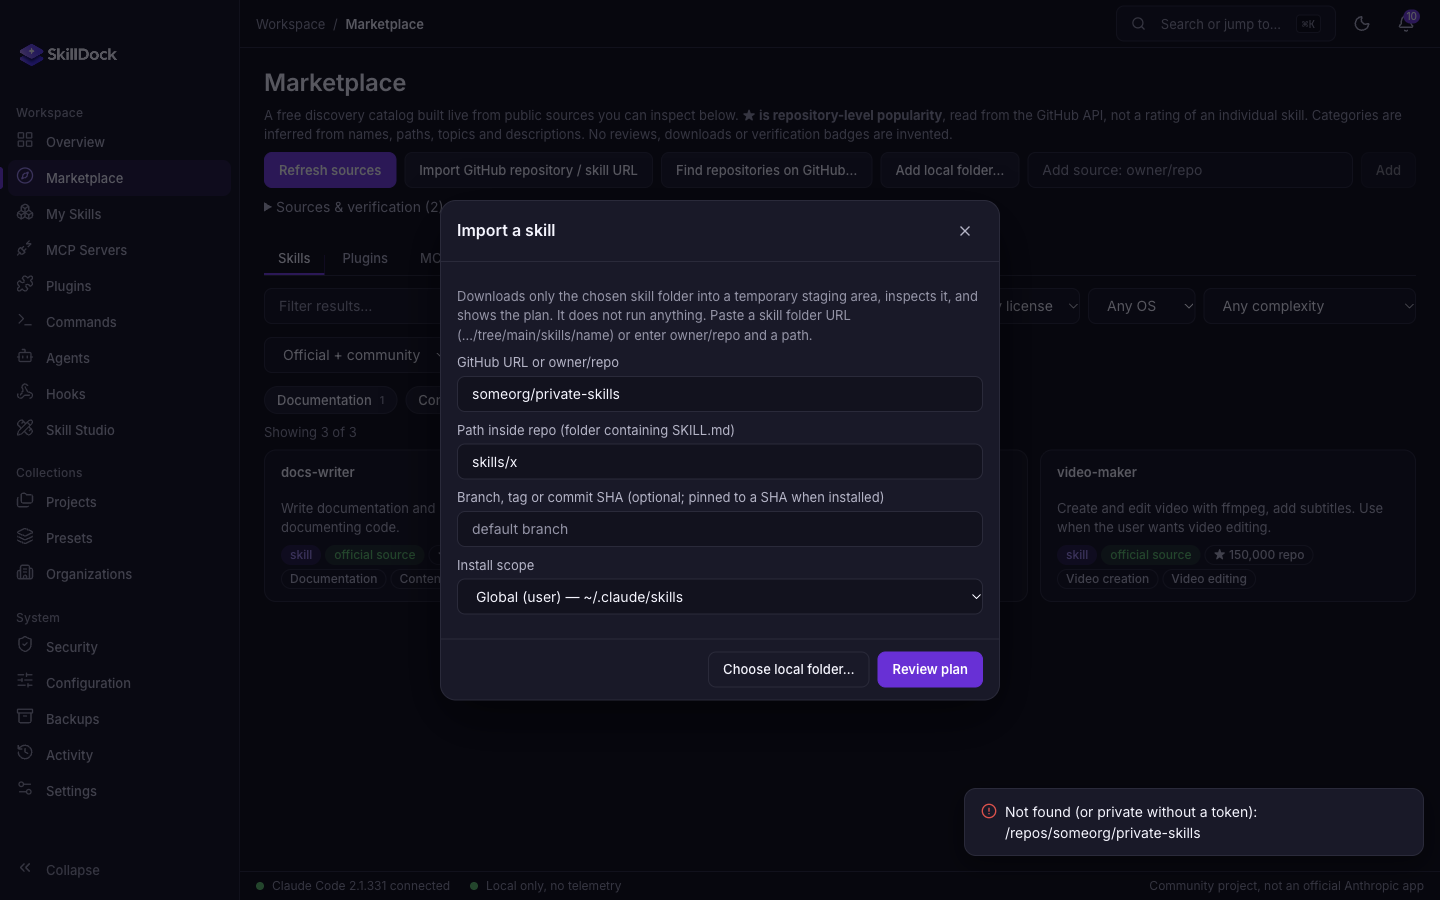 SkillDock
Workspace
Overview
Marketplace
My Skills
MCP Servers
Plugins
Commands
Agents
Hooks
Skill Studio
Collections
Projects
Presets
Organizations
System
Security
Configuration
Backups
Activity
Settings
Collapse
Workspace / Marketplace
Search or jump to...
⌘K
10
Marketplace
A free discovery catalog built live from public sources you can inspect below. ★ is repository-level popularity, read from the GitHub API, not a rating of an individual skill. Categories are
inferred from names, paths, topics and descriptions. No reviews, downloads or verification badges are invented.
Refresh sources
Import GitHub repository / skill URL
Find repositories on GitHub...
Add local folder...
Add source: owner/repo
Add
Sources & verification (2)
Skills
Plugins
Filter results...
license
Any OS
Any complexity
Official + community
Documentation 1
Showing 3 of 3
docs-writer
Write documentation and
documenting code.
skill
official source
Documentation
video-maker
Create and edit video with ffmpeg, add subtitles. Use
when the user wants video editing.
skill
official source
★ 150,000 repo
Video creation
Video editing
Import a skill
Downloads only the chosen skill folder into a temporary staging area, inspects it, and
shows the plan. It does not run anything. Paste a skill folder URL
(.../tree/main/skills/name) or enter owner/repo and a path.
GitHub URL or owner/repo
someorg/private-skills
Path inside repo (folder containing SKILL.md)
skills/x
Branch, tag or commit SHA (optional; pinned to a SHA when installed)
default branch
Install scope
Global (user) — ~/.claude/skills
Choose local folder...
Review plan
Not found (or private without a token):
/repos/someorg/private-skills
Claude Code 2.1.331 connected
Local only, no telemetry
Community project, not an official Anthropic app